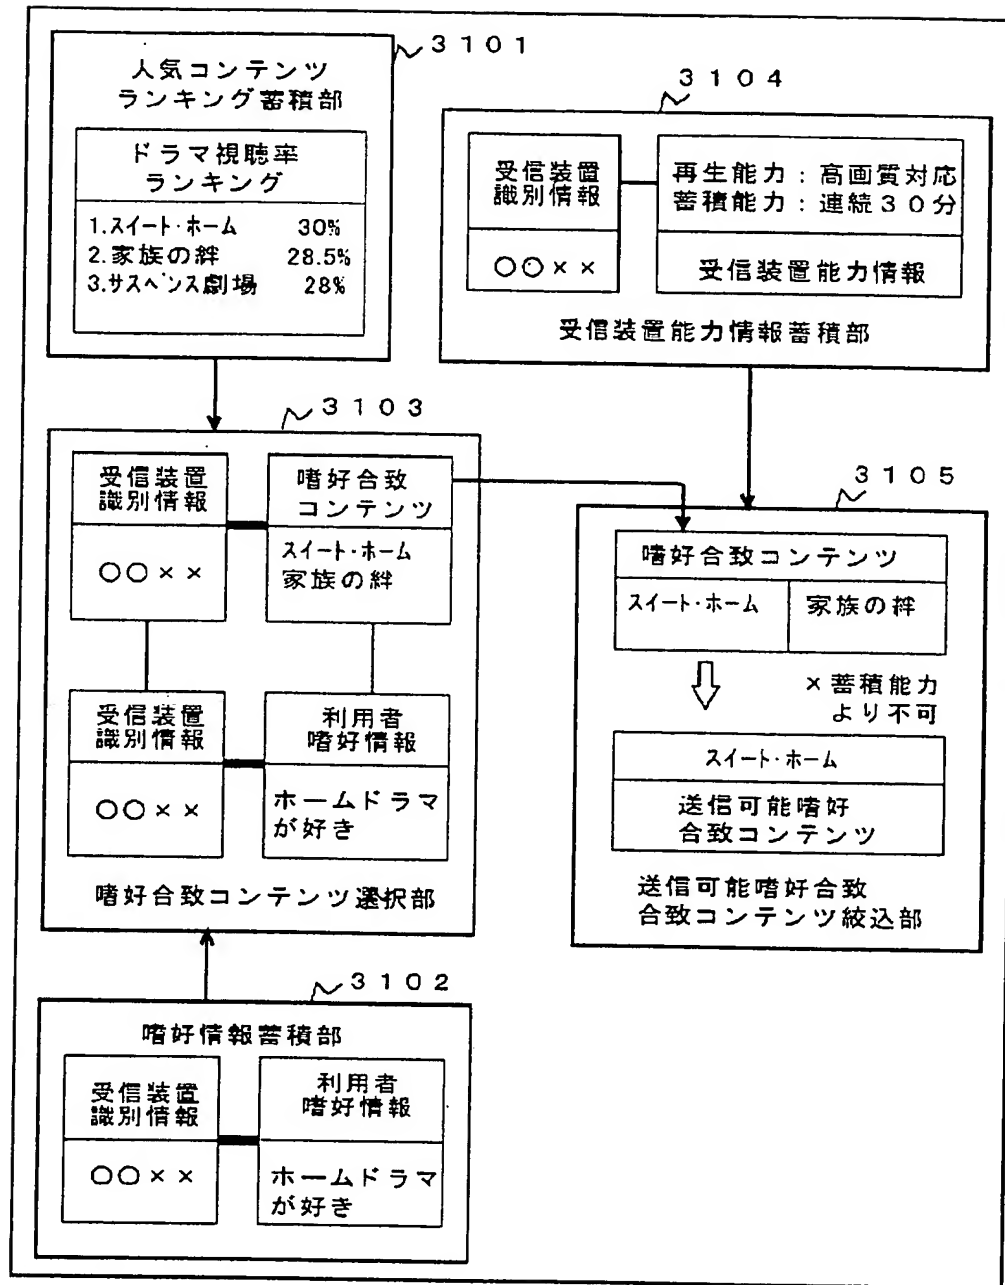 3101
人気コンテンツ
ランキング蓄積部
ドラマ視聴率
ランキング
1.スイート・ホーム 30%
2.家族の絆 28.5%
3.サスペンス劇場 28%
3104
受信装置
識別情報
○○××
再生能力:高画質対応
蓄積能力:連続30分
受信装置能力情報
受信装置能力情報蓄積部
3103
受信装置
識別情報
○○××
嗜好合致
コンテンツ
スイート・ホーム
家族の絆
受信装置
識別情報
○○××
利用者
嗜好情報
ホームドラマ
が好き
嗜好合致コンテンツ選択部
3105
嗜好合致コンテンツ
スイート・ホーム
家族の絆
×蓄積能力
より不可
スイート・ホーム
送信可能嗜好
合致コンテンツ
送信可能嗜好合致
合致コンテンツ絞込部
3102
嗜好情報蓄積部
受信装置
識別情報
○○××
利用者
嗜好情報
ホームドラマ
が好き